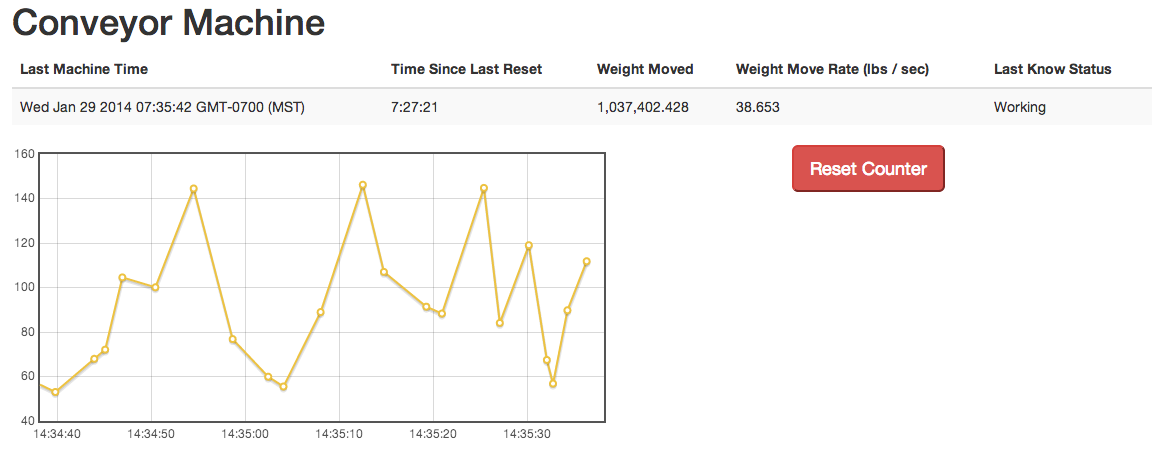 Conveyor Machine
Last Machine Time Time Since Last Reset Weight Moved Weight Move Rate (lbs / sec) Last Know Status
Wed Jan 29 2014 07:35:42 GMT-0700 (MST) 7:27:21 1,037,402.428 38.653 Working
Reset Counter
160
140
120
100
80
60
40
14:34:40 14:34:50 14:35:00 14:35:10 14:35:20 14:35:30